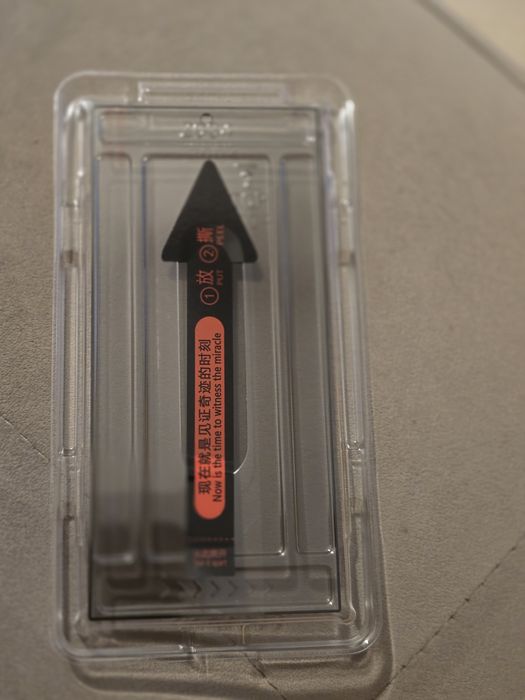 ① 放 ② 撕
PUT PEEL
现在就是见证奇迹的时刻
Now is the time to witness the miracle